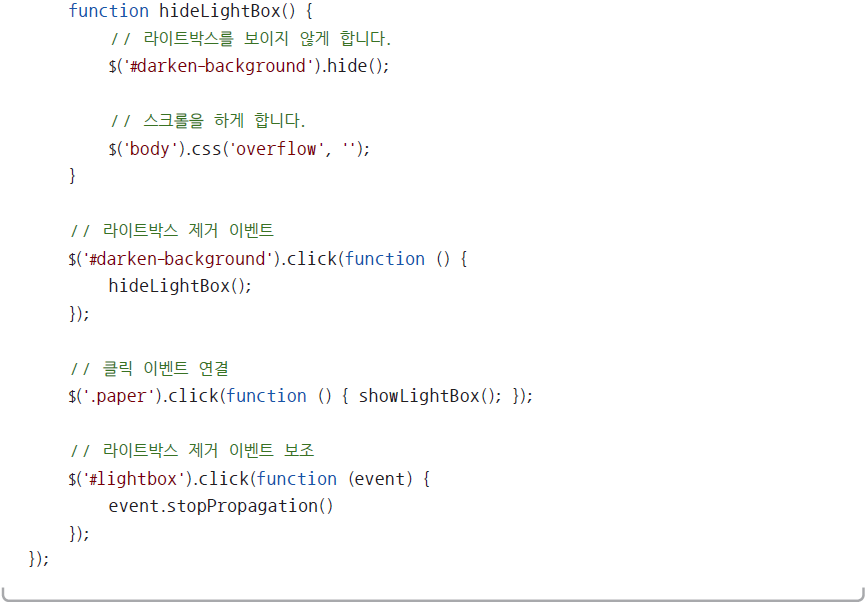 function hideLightBox() {
// 라이트박스를 보이지 않게 합니다.
$('#darken-background').hide();
// 스크롤을 하게 합니다.
$('body').css('overflow', '');
}
// 라이트박스 제거 이벤트
$('#darken-background').click(function () {
hideLightBox();
});
// 클릭 이벤트 연결
$('.paper').click(function () { showLightBox(); });
// 라이트박스 제거 이벤트 보조
$('#lightbox').click(function (event) {
event.stopPropagation()
});
});